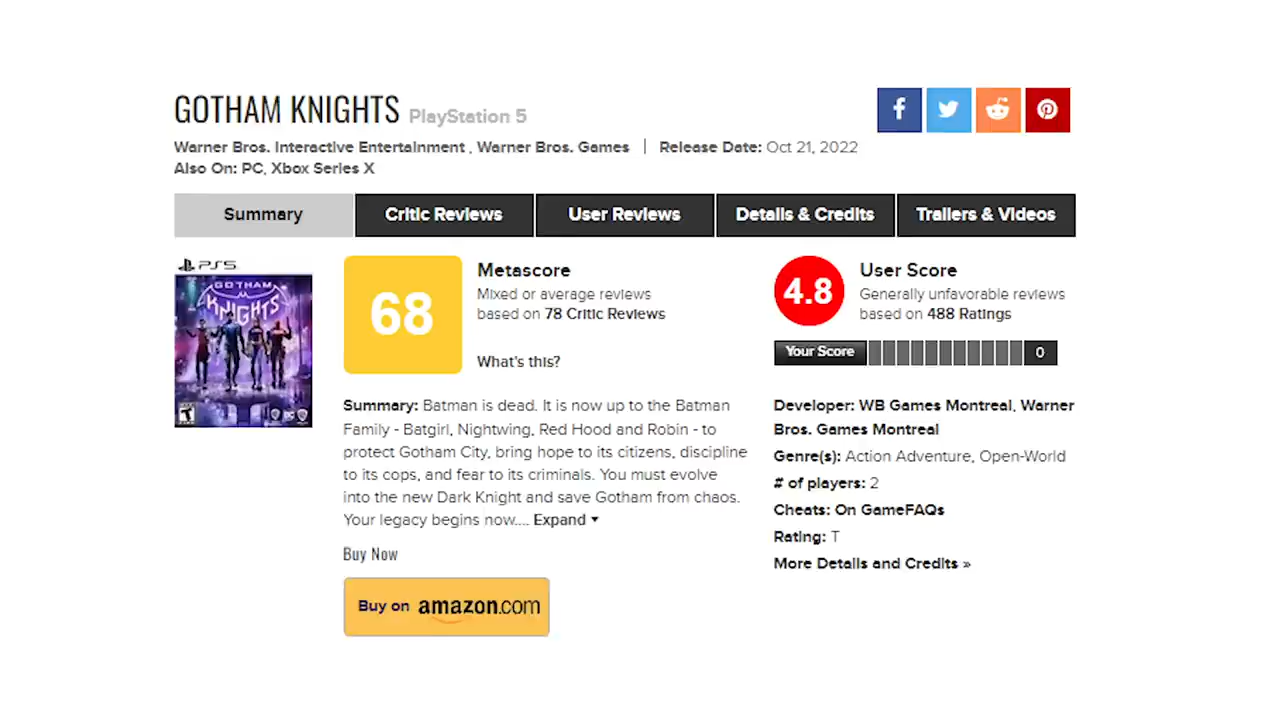 GOTHAM KNIGHTS PlayStation 5
Warner Bros. Interactive Entertainment , Warner Bros. Games | Release Date: Oct 21, 2022
Also On: PC, Xbox Series X
Summary Critic Reviews User Reviews Details & Credits Trailers & Videos
PS5
GOTHAM
KNIGHTS
68
Metascore
Mixed or average reviews
based on 78 Critic Reviews
What's this?
4.8
User Score
Generally unfavorable reviews
based on 488 Ratings
Your Score 0
Summary: Batman is dead. It is now up to the Batman
Family - Batgirl, Nightwing, Red Hood and Robin - to
protect Gotham City, bring hope to its citizens, discipline
to its cops, and fear to its criminals. You must evolve
into the new Dark Knight and save Gotham from chaos.
Your legacy begins now.... Expand
Buy Now
Buy on amazon.com
Developer: WB Games Montreal, Warner
Bros. Games Montreal
Genre(s): Action Adventure, Open-World
# of players: 2
Cheats: On GameFAQs
Rating: T
More Details and Credits »